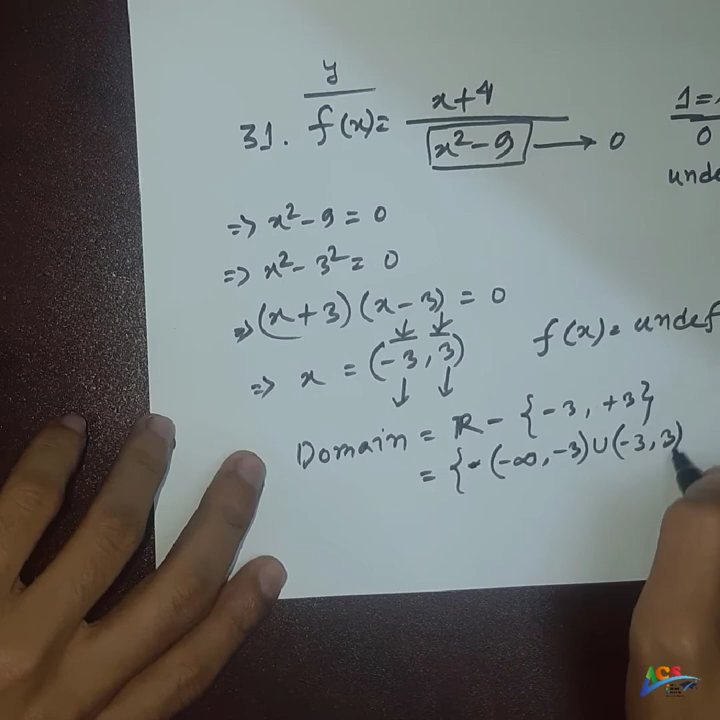 y
31. f(x) = x+4 / x²-9 → 0
1 =
0
unde
=> x²-9 = 0
=> x²-3² = 0
=> (x+3)(x-3) = 0
=> x = (-3, 3)
f(x) = undef
Domain = R - {-3, +3}
= {-(-∞, -3)∪(-3, 3)
ACS